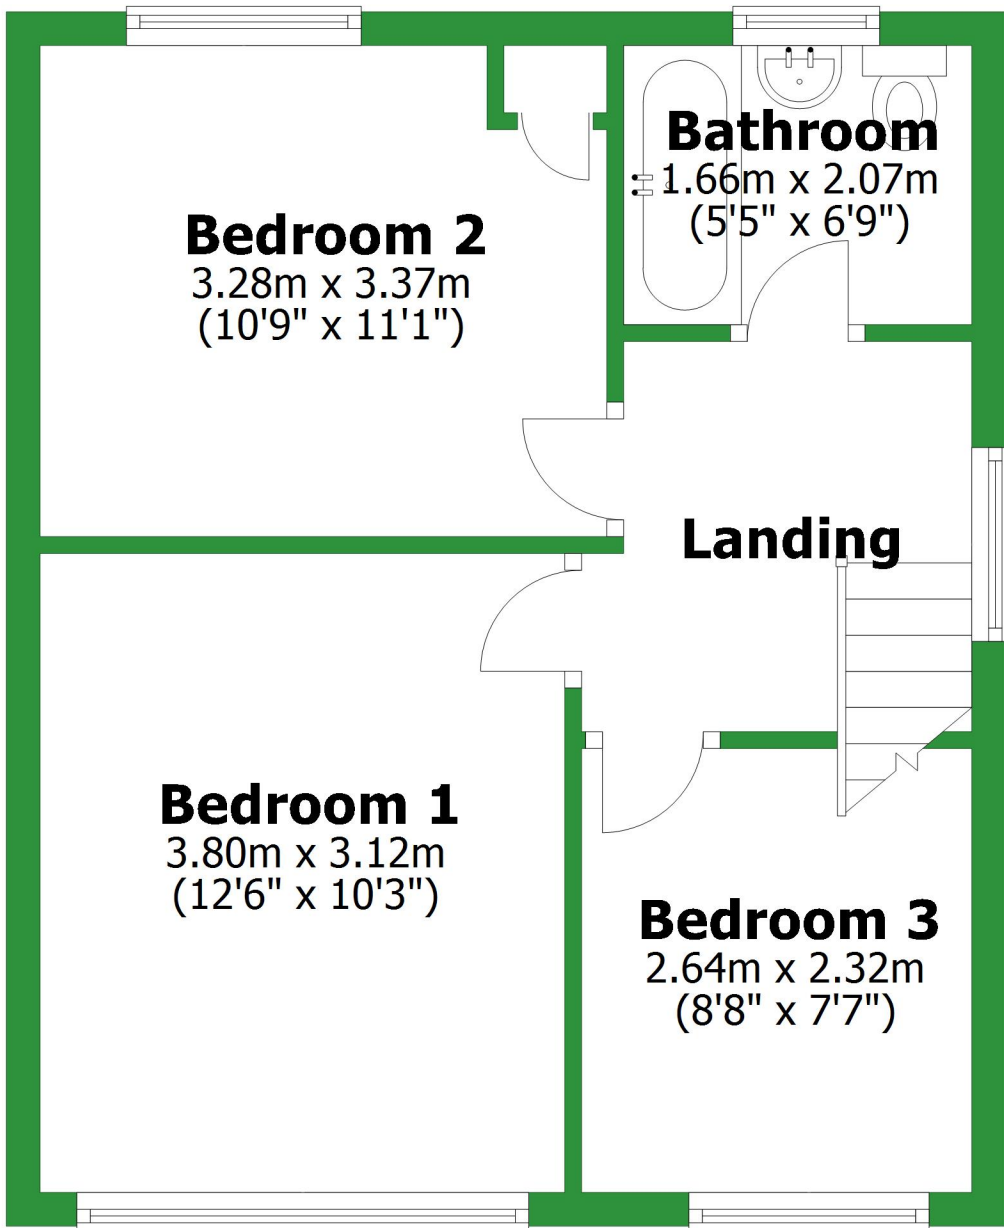 Bathroom
1.66m x 2.07m
(5'5" x 6'9")
Bedroom 2
3.28m x 3.37m
(10'9" x 11'1")
Landing
Bedroom 1
3.80m x 3.12m
(12'6" x 10'3")
Bedroom 3
2.64m x 2.32m
(8'8" x 7'7")